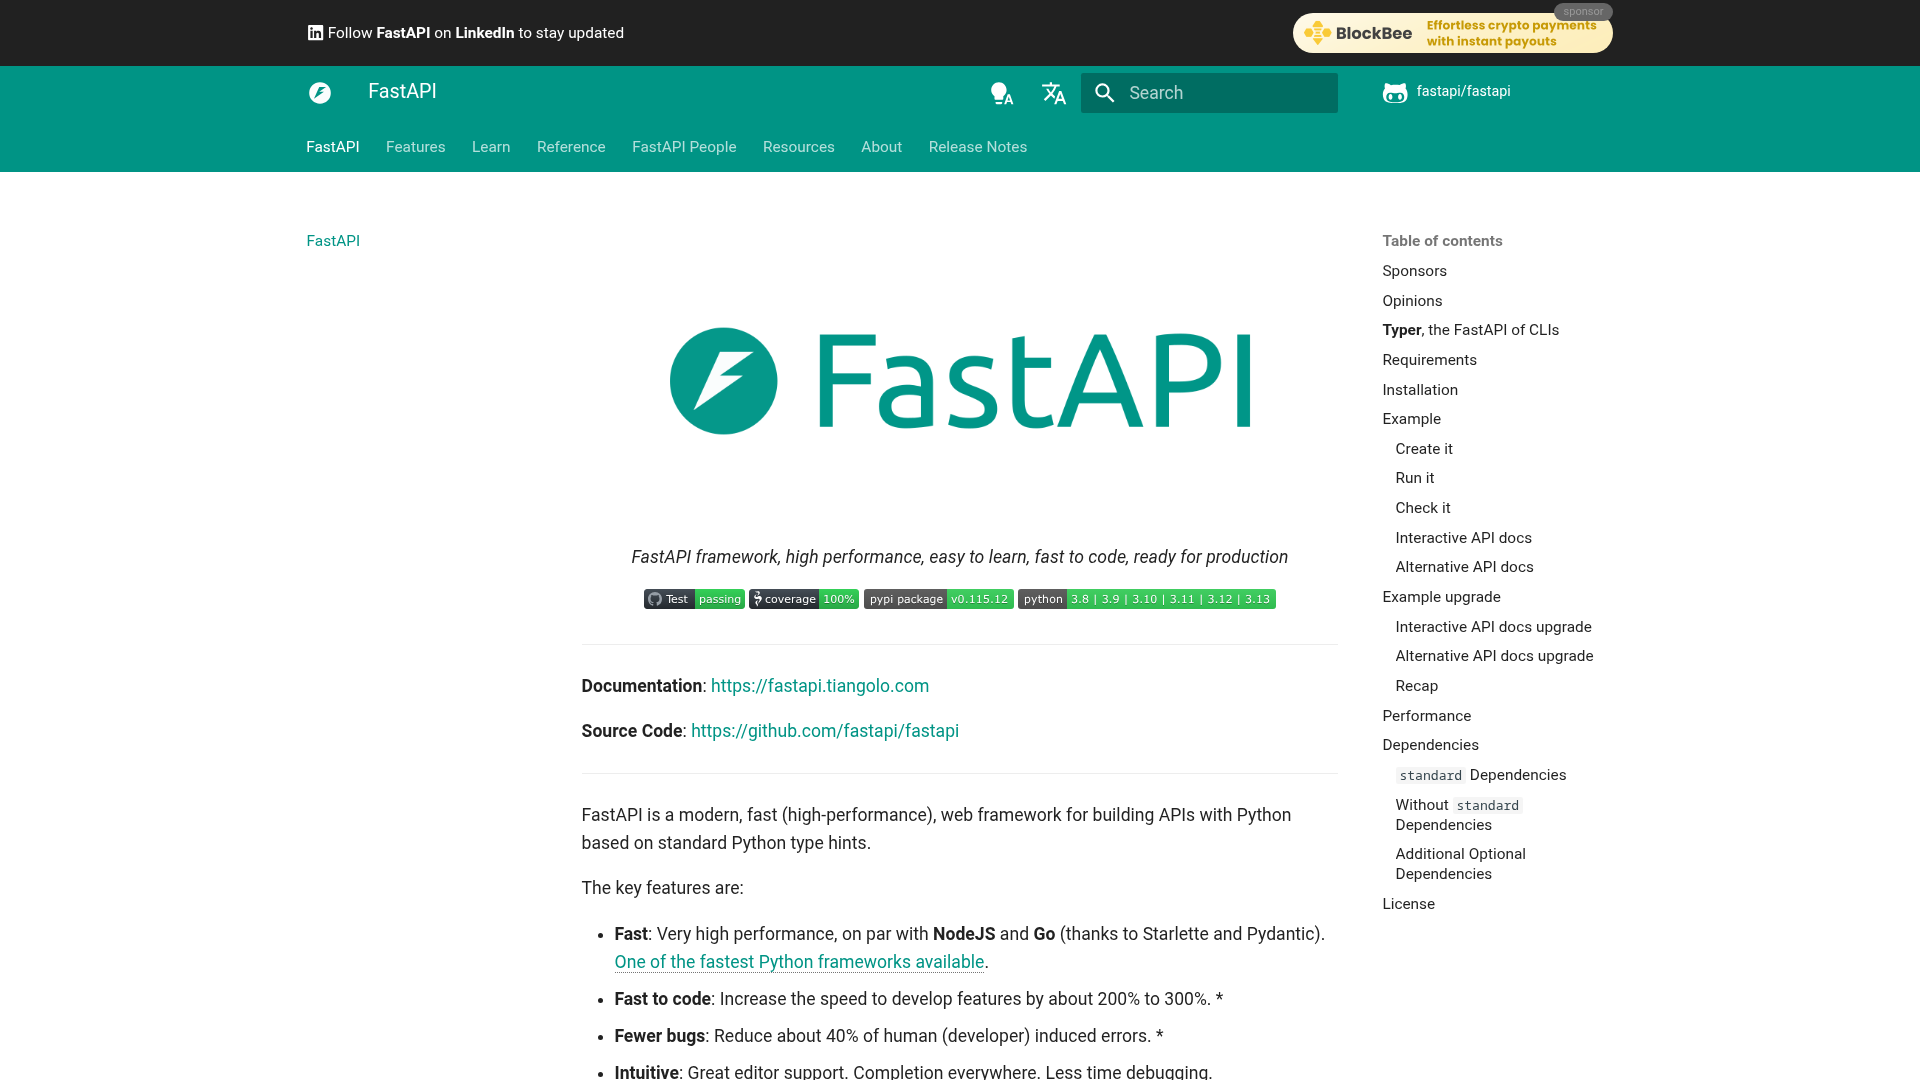 Follow FastAPI on LinkedIn to stay updated
sponsor
BlockBee
Effortless crypto payments
with instant payouts
FastAPI
Search
fastapi/fastapi
FastAPI
Features
Learn
Reference
FastAPI People
Resources
About
Release Notes
FastAPI
FastAPI
FastAPI framework, high performance, easy to learn, fast to code, ready for production
Test passing
coverage 100%
pypi package v0.115.12
python 3.8 | 3.9 | 3.10 | 3.11 | 3.12 | 3.13
Documentation: https://fastapi.tiangolo.com
Source Code: https://github.com/fastapi/fastapi
FastAPI is a modern, fast (high-performance), web framework for building APIs with Python
based on standard Python type hints.
The key features are:
• Fast: Very high performance, on par with NodeJS and Go (thanks to Starlette and Pydantic).
One of the fastest Python frameworks available.
• Fast to code: Increase the speed to develop features by about 200% to 300%. *
• Fewer bugs: Reduce about 40% of human (developer) induced errors. *
• Intuitive: Great editor support. Completion everywhere. Less time debugging.
Table of contents
Sponsors
Opinions
Typer, the FastAPI of CLIs
Requirements
Installation
Example
Create it
Run it
Check it
Interactive API docs
Alternative API docs
Example upgrade
Interactive API docs upgrade
Alternative API docs upgrade
Recap
Performance
Dependencies
standard Dependencies
Without standard
Dependencies
Additional Optional
Dependencies
License